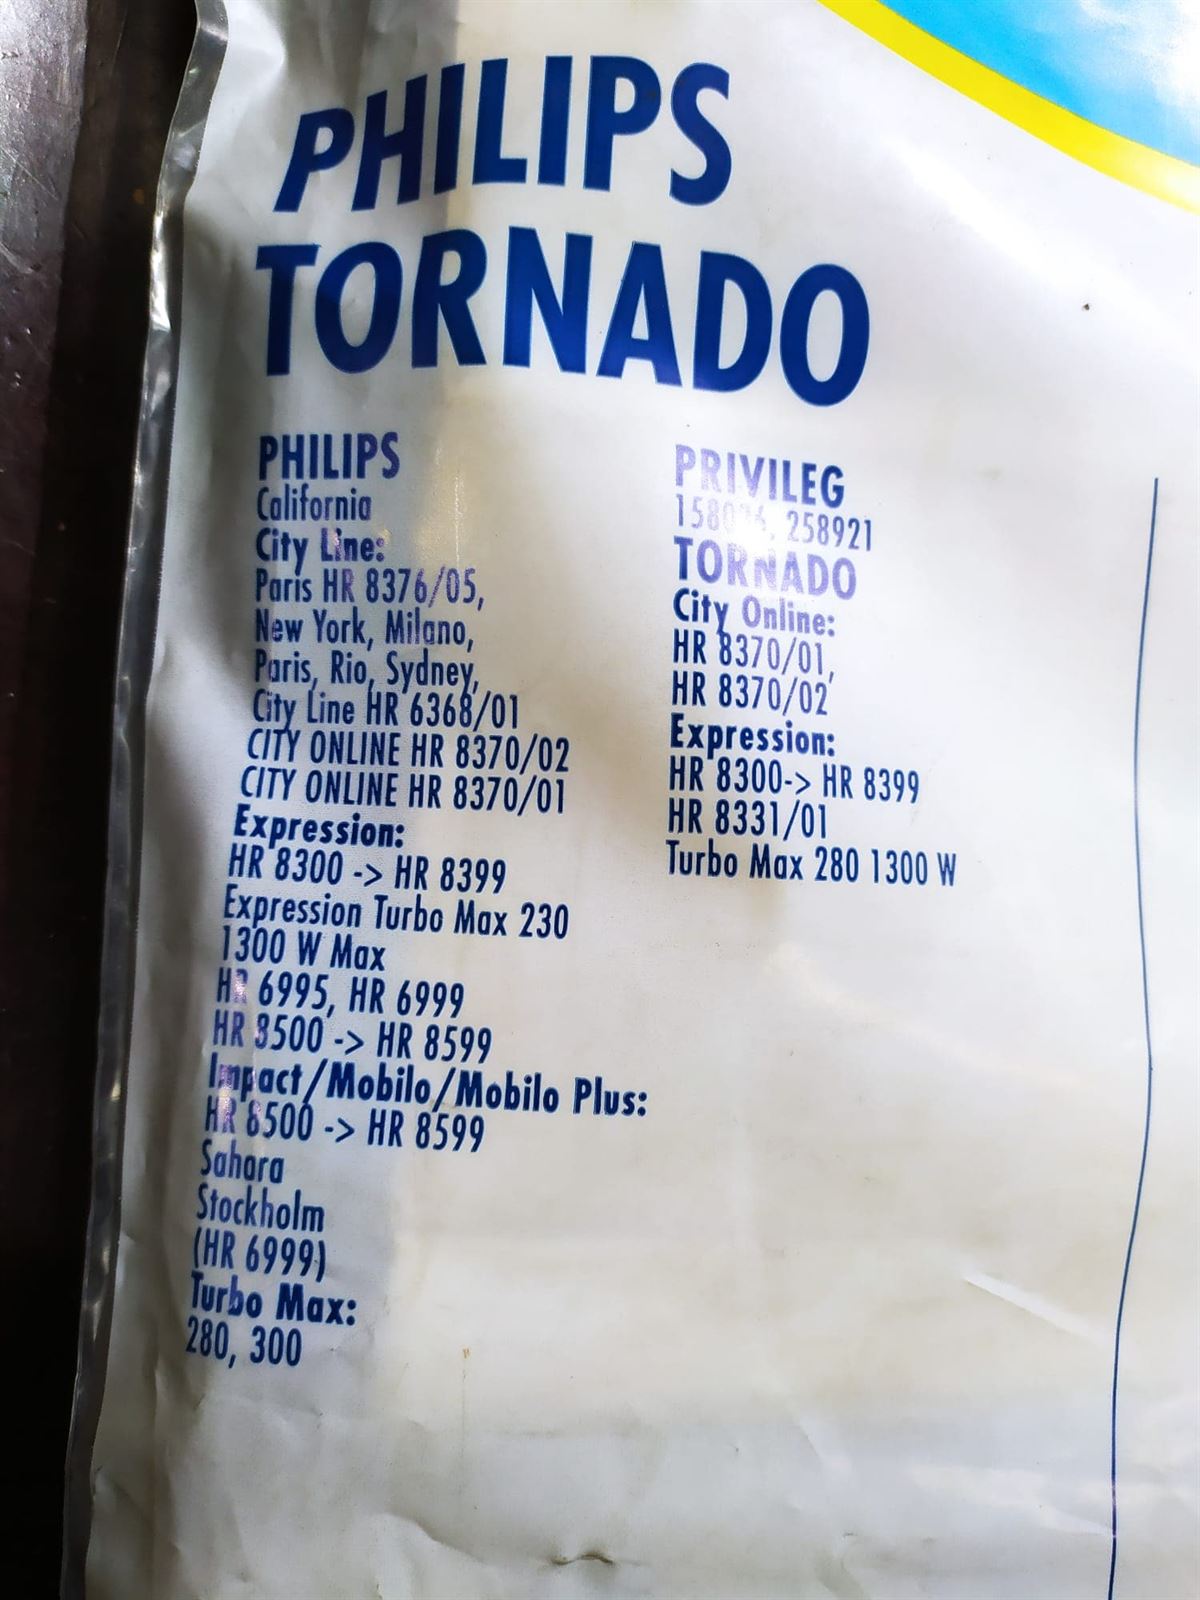 PHILIPS
TORNADO
PHILIPS
California
City Line:
Paris HR 8376/05,
New York, Milano,
Paris, Rio, Sydney,
City Line HR 6368/01
CITY ONLINE HR 8370/02
CITY ONLINE HR 8370/01
Expression:
HR 8300 -> HR 8399
Expression Turbo Max 230
1300 W Max
HR 6995, HR 6999
HR 8500 -> HR 8599
Impact/Mobilo/Mobilo Plus:
HR 8500 -> HR 8599
Sahara
Stockholm
(HR 6999)
Turbo Max:
280, 300
PRIVILEG
258921
TORNADO
City Online:
HR 8370/01,
HR 8370/02
Expression:
HR 8300-> HR 8399
HR 8331/01
Turbo Max 280 1300 W